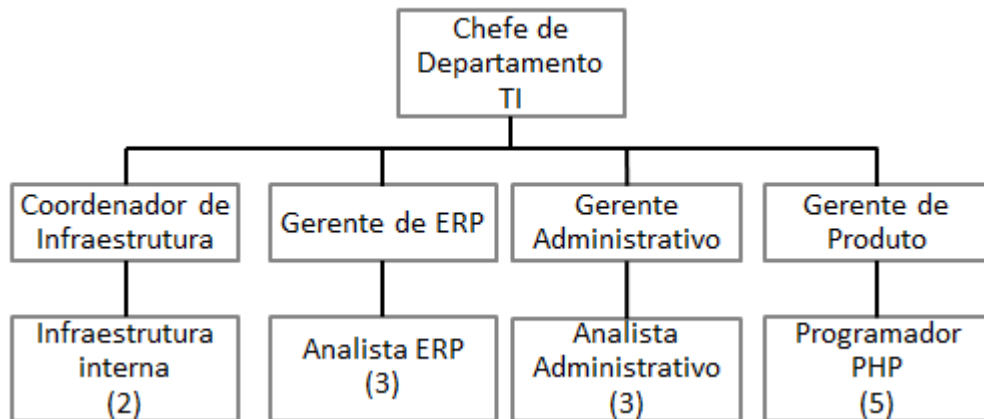 Chefe de
Departamento
TI
Coordenador de
Infraestrutura
Gerente de ERP
Gerente
Administrativo
Gerente de
Produto
Infraestrutura
interna
(2)
Analista ERP
(3)
Analista
Administrativo
(3)
Programador
PHP
(5)